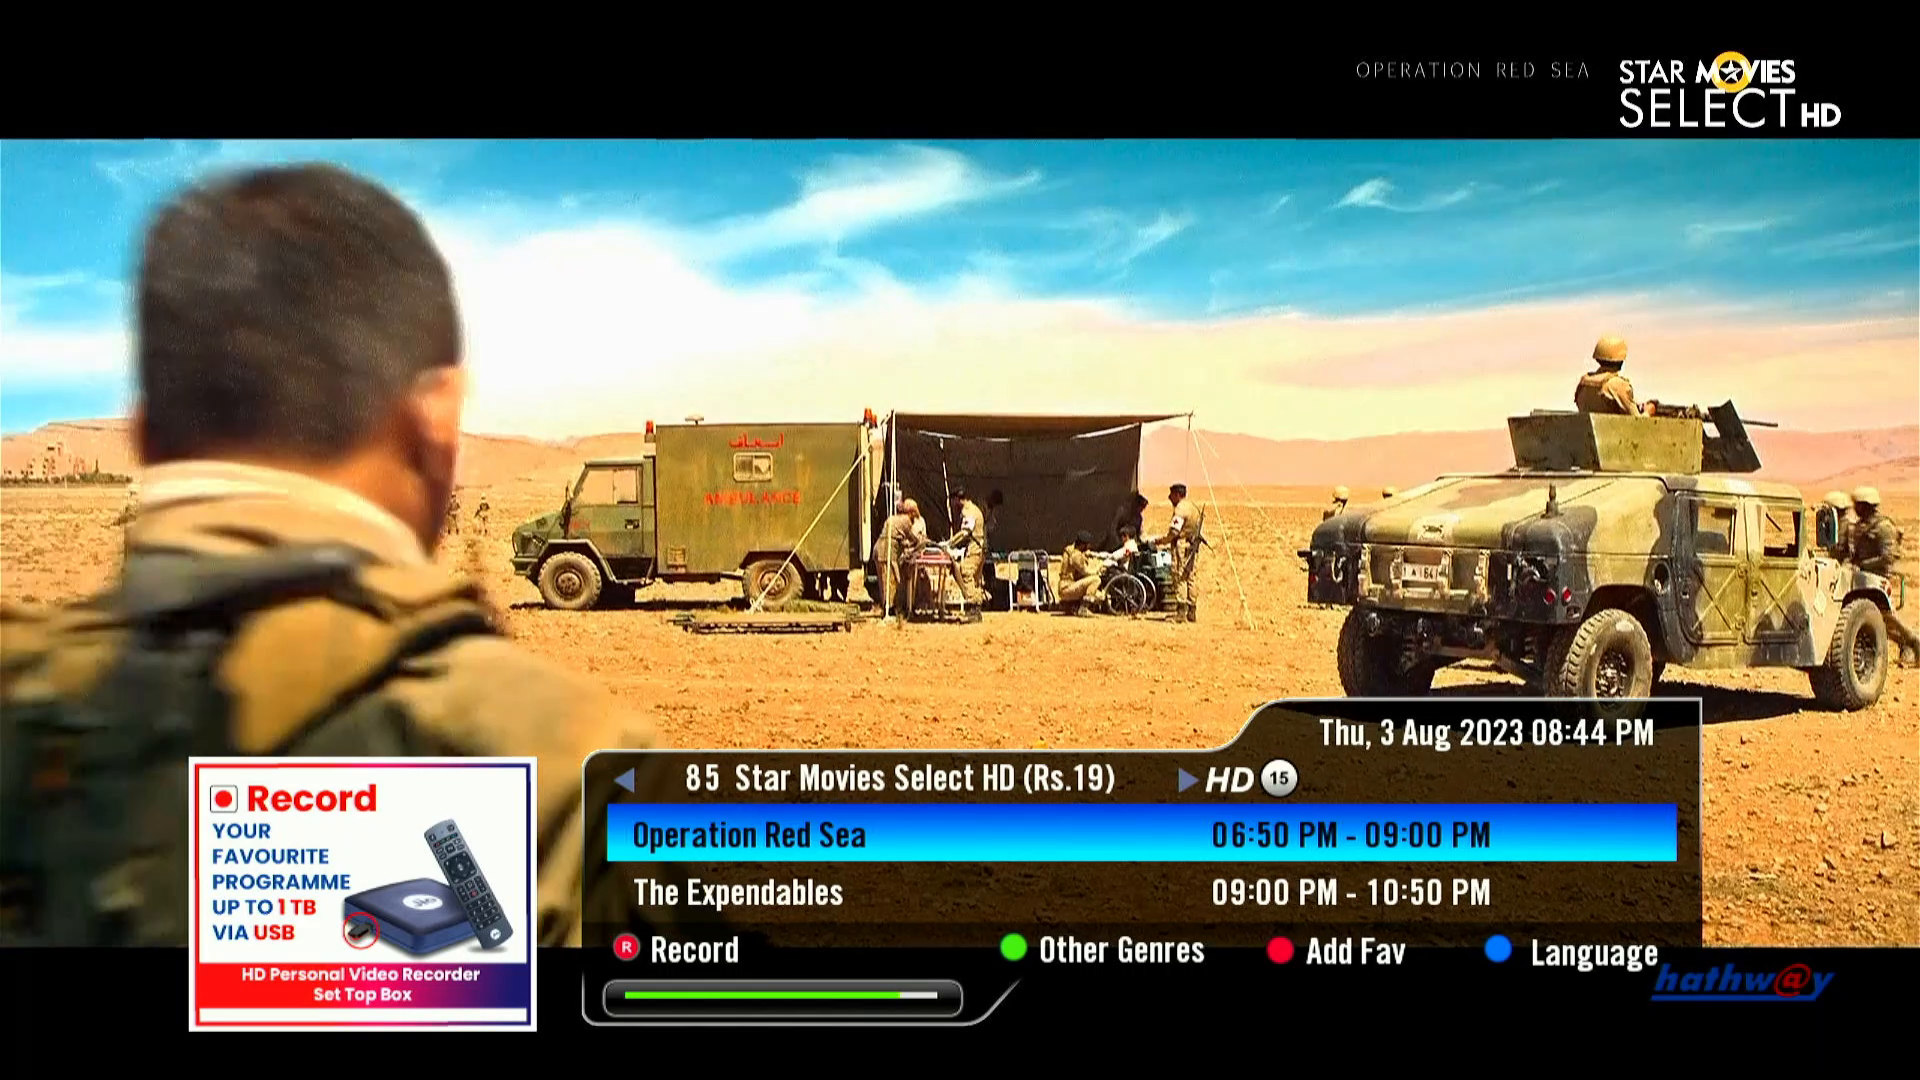 OPERATION RED SEA
STAR MOVIES
SELECT HD
اسعاف
AMBULANCE
Thu, 3 Aug 2023 08:44 PM
85 Star Movies Select HD (Rs.19)
HD 15
Operation Red Sea 06:50 PM - 09:00 PM
The Expendables 09:00 PM - 10:50 PM
R Record
Other Genres
Add Fav
Language
hathw@y
Record
YOUR
FAVOURITE
PROGRAMME
UP TO 1 TB
VIA USB
Jio
HD Personal Video Recorder
Set Top Box